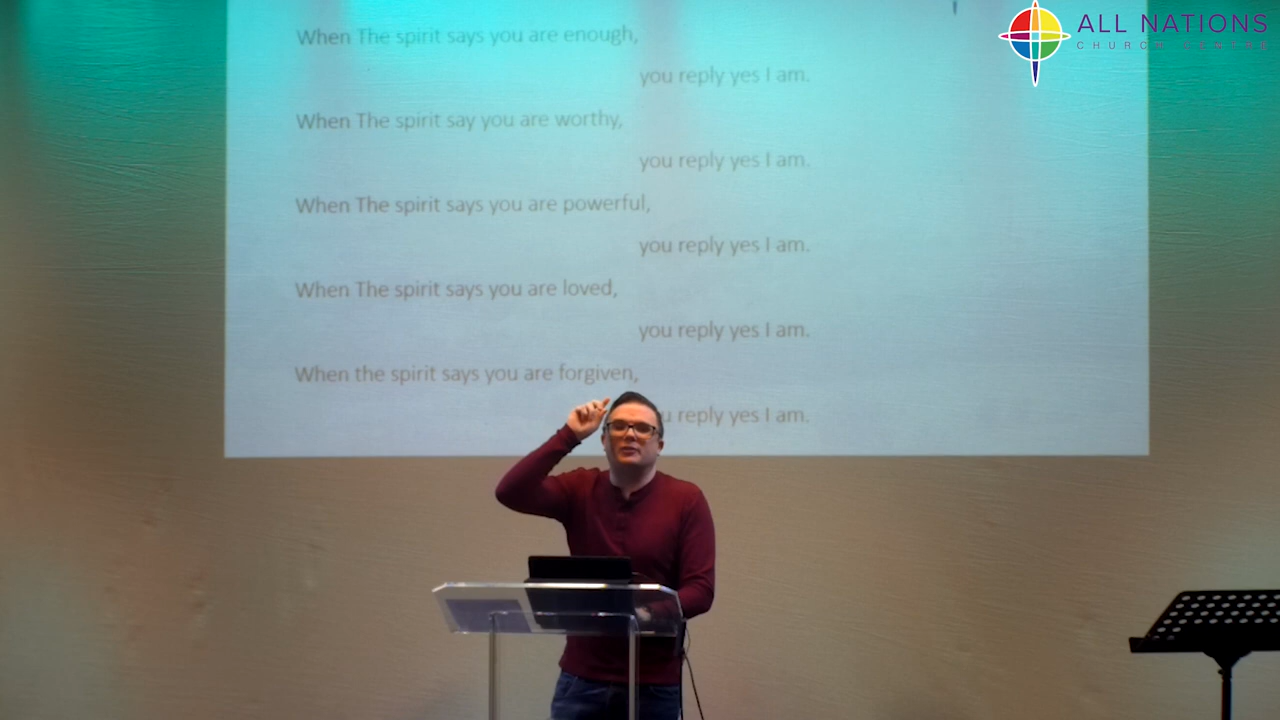 When The spirit says you are enough,
you reply yes I am.
When The spirit say you are worthy,
you reply yes I am.
When The spirit says you are powerful,
you reply yes I am.
When The spirit says you are loved,
you reply yes I am.
When the spirit says you are forgiven,
reply yes I am.
ALL NATIONS
CHURCH CENTRE